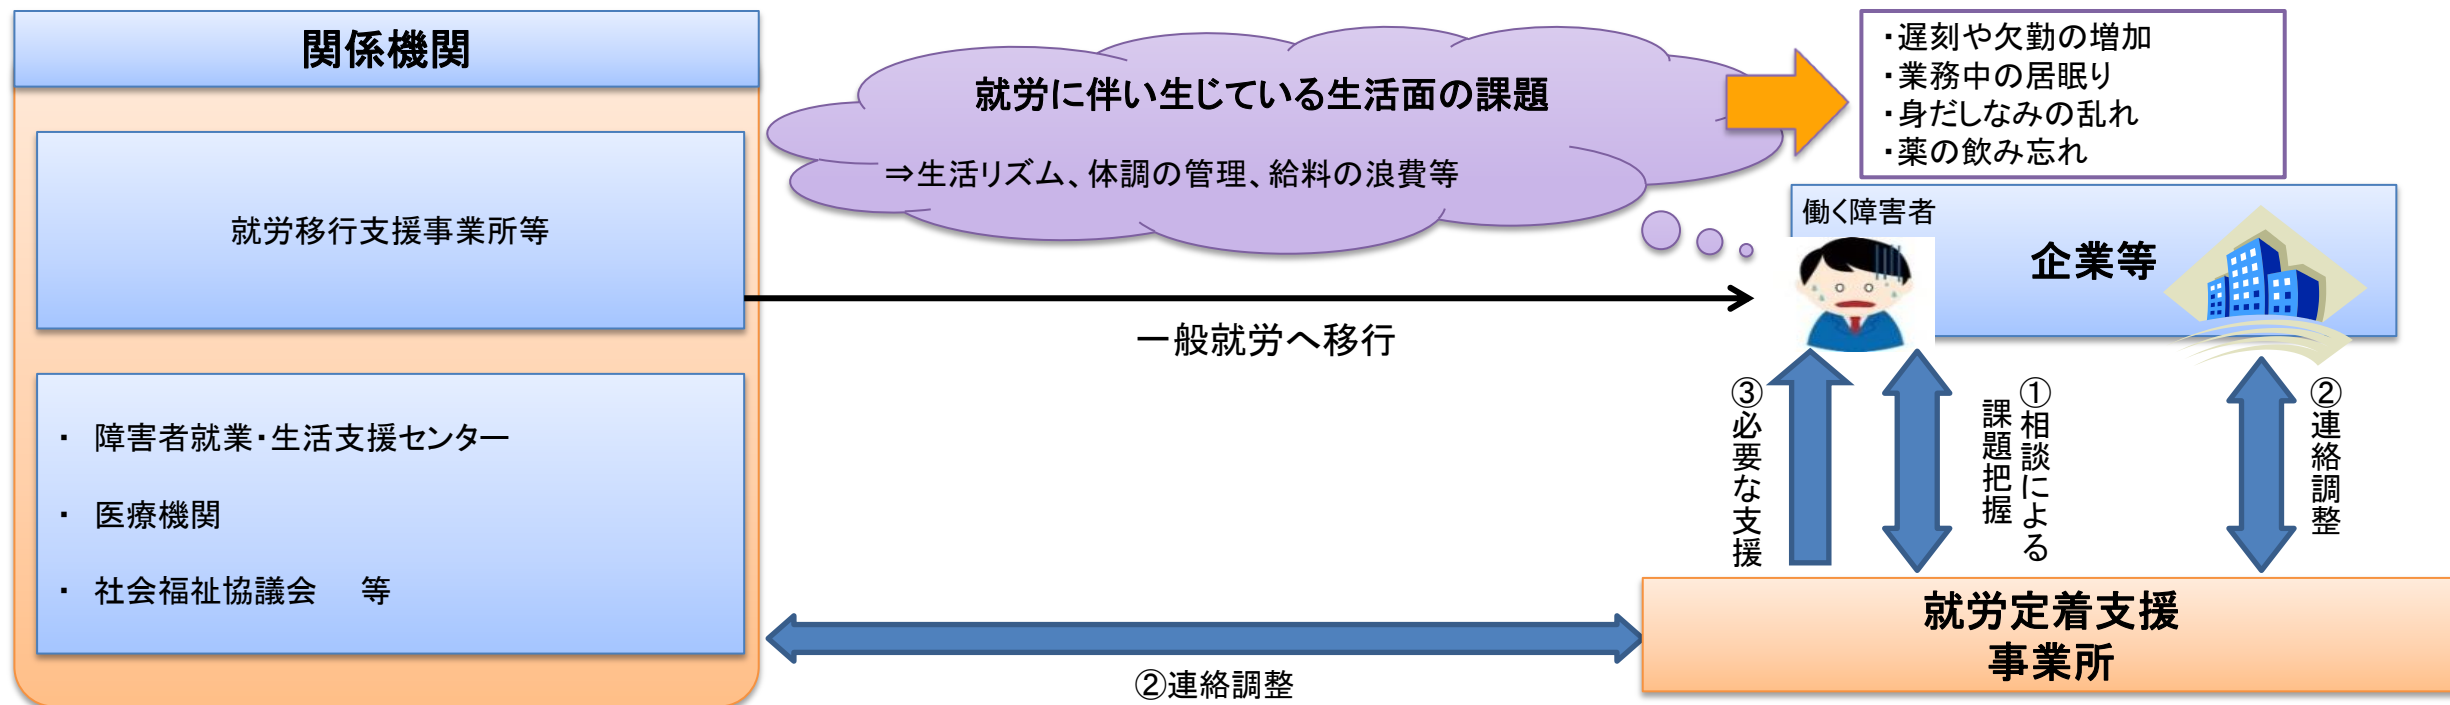 関係機関
就労移行支援事業所等
・ 障害者就業・生活支援センター
・ 医療機関
・ 社会福祉協議会　等
就労に伴い生じている生活面の課題
⇒生活リズム、体調の管理、給料の浪費等
・遅刻や欠勤の増加
・業務中の居眠り
・身だしなみの乱れ
・薬の飲み忘れ
働く障害者
企業等
一般就労へ移行
③必要な支援
①相談による
課題把握
②連絡調整
就労定着支援
事業所
②連絡調整